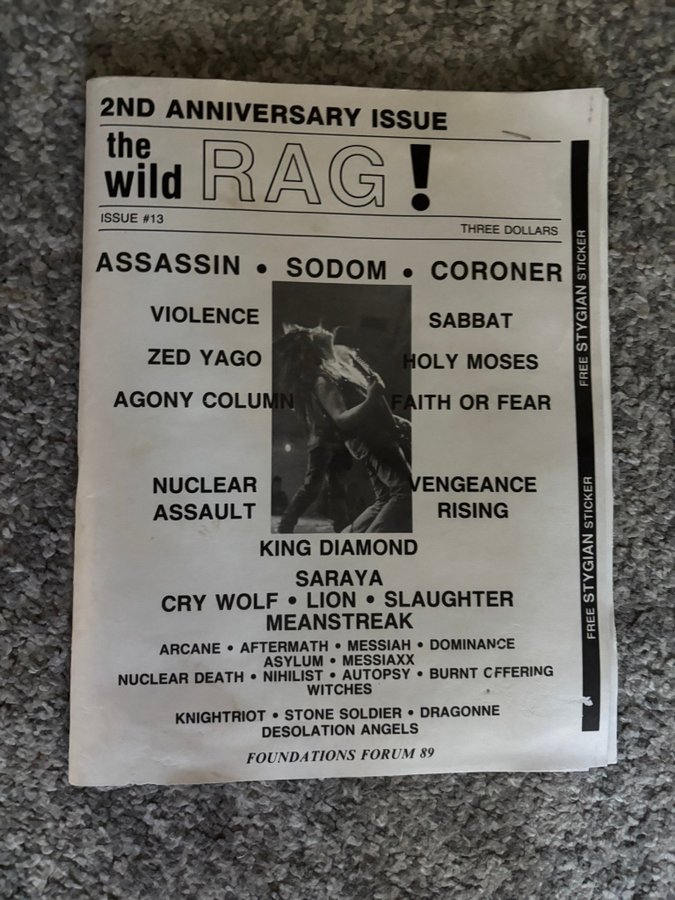 2ND ANNIVERSARY ISSUE
the wild RAG!
ISSUE #13
THREE DOLLARS
ASSASSIN • SODOM • CORONER
VIOLENCE
SABBAT
ZED YAGO
HOLY MOSES
AGONY COLUMN
FAITH OR FEAR
NUCLEAR ASSAULT
VENGEANCE RISING
KING DIAMOND
SARAYA
CRY WOLF • LION • SLAUGHTER
MEANSTREAK
ARCANE • AFTERMATH • MESSIAH • DOMINANCE
ASYLUM • MESSIAXX
NUCLEAR DEATH • NIHILIST • AUTOPSY • BURNT OFFERING
WITCHES
KNIGHTRIOT • STONE SOLDIER • DRAGONNE
DESOLATION ANGELS
FOUNDATIONS FORUM 89
FREE STYGIAN STICKER
FREE STYGIAN STICKER